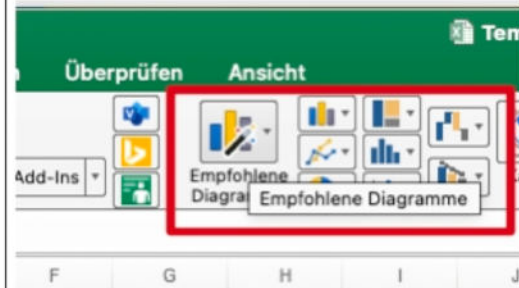 Tem
Überprüfen Ansicht
Add-Ins
Empfohlene
Diagra
Empfohlene Diagramme
F G H I J